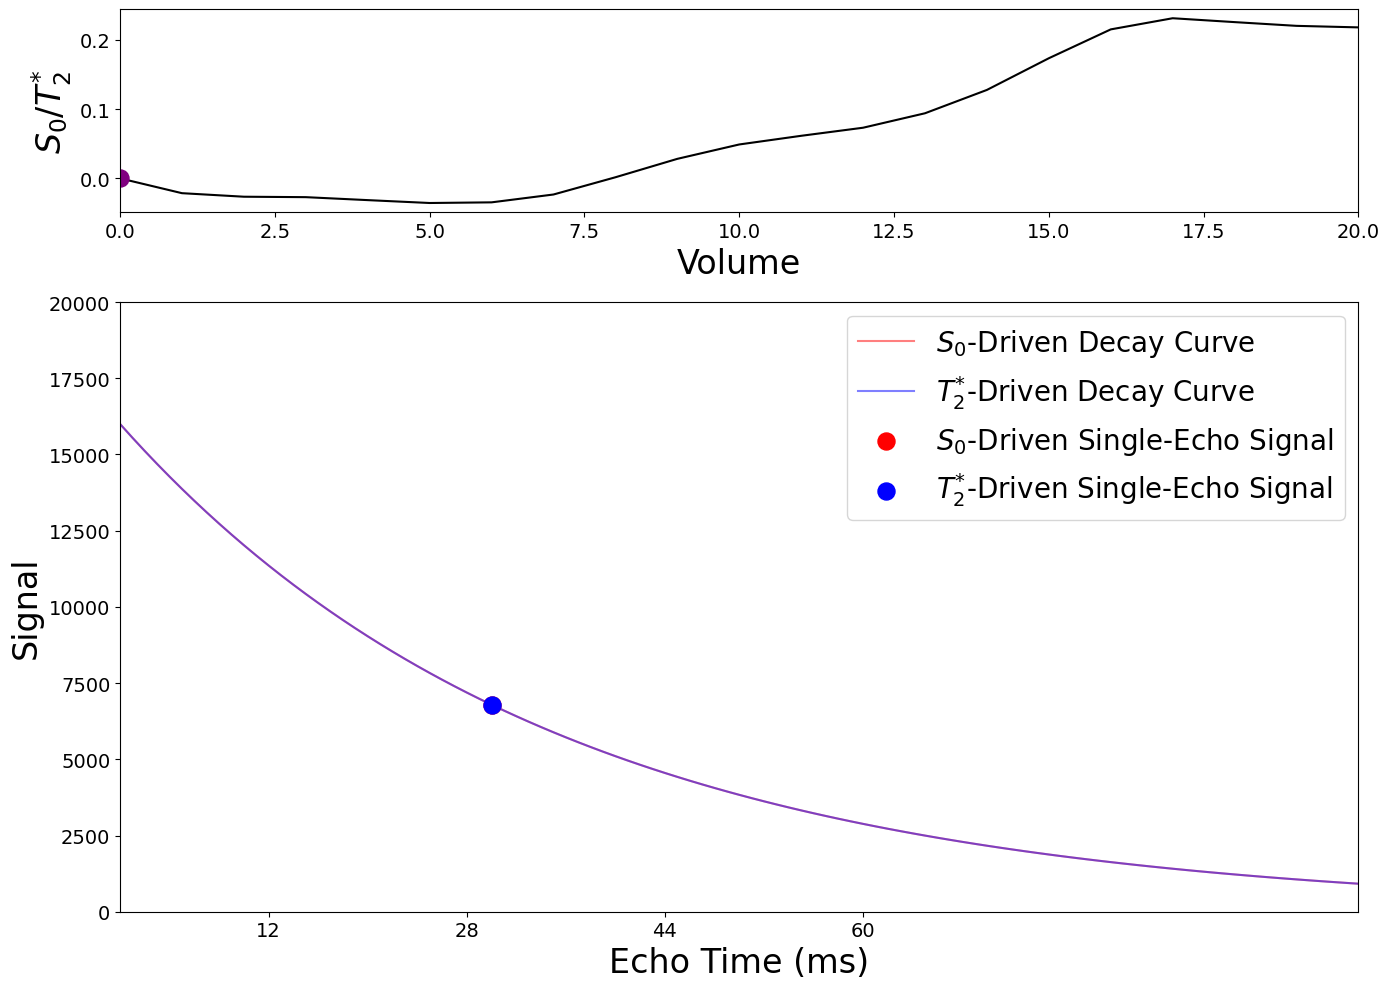 S₀/T₂*
0.2
0.1
0.0
0.0 2.5 5.0 7.5 10.0 12.5 15.0 17.5 20.0
Volume
Signal
20000
17500
15000
12500
10000
7500
5000
2500
0
S₀-Driven Decay Curve
T₂*-Driven Decay Curve
S₀-Driven Single-Echo Signal
T₂*-Driven Single-Echo Signal
12 28 44 60
Echo Time (ms)